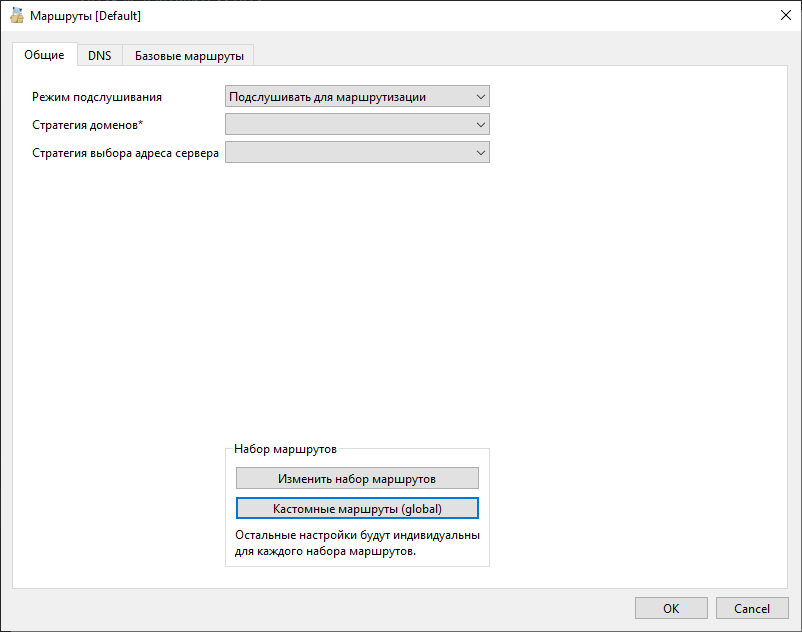 Маршруты [Default]
Общие
DNS
Базовые маршруты
Режим подслушивания
Подслушивать для маршрутизации
Стратегия доменов*
Стратегия выбора адреса сервера
Набор маршрутов
Изменить набор маршрутов
Кастомные маршруты (global)
Остальные настройки будут индивидуальны
для каждого набора маршрутов.
OK
Cancel